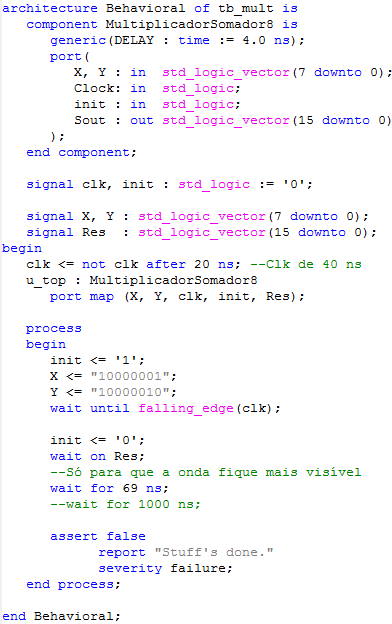 architecture Behavioral of tb_mult is
component MultiplicadorSomador8 is
generic(DELAY : time := 4.0 ns);
port(
X, Y : in std_logic_vector(7 downto 0);
Clock: in std_logic;
init : in std_logic;
Sout : out std_logic_vector(15 downto 0)
);
end component;
signal clk, init : std_logic := '0';
signal X, Y : std_logic_vector(7 downto 0);
signal Res : std_logic_vector(15 downto 0);
begin
clk <= not clk after 20 ns; --Clk de 40 ns
u_top : MultiplicadorSomador8
port map (X, Y, clk, init, Res);
process
begin
init <= '1';
X <= "10000001";
Y <= "10000010";
wait until falling_edge(clk);
init <= '0';
wait on Res;
--Só para que a onda fique mais visível
wait for 69 ns;
--wait for 1000 ns;
assert false
report "Stuff's done."
severity failure;
end process;
end Behavioral;